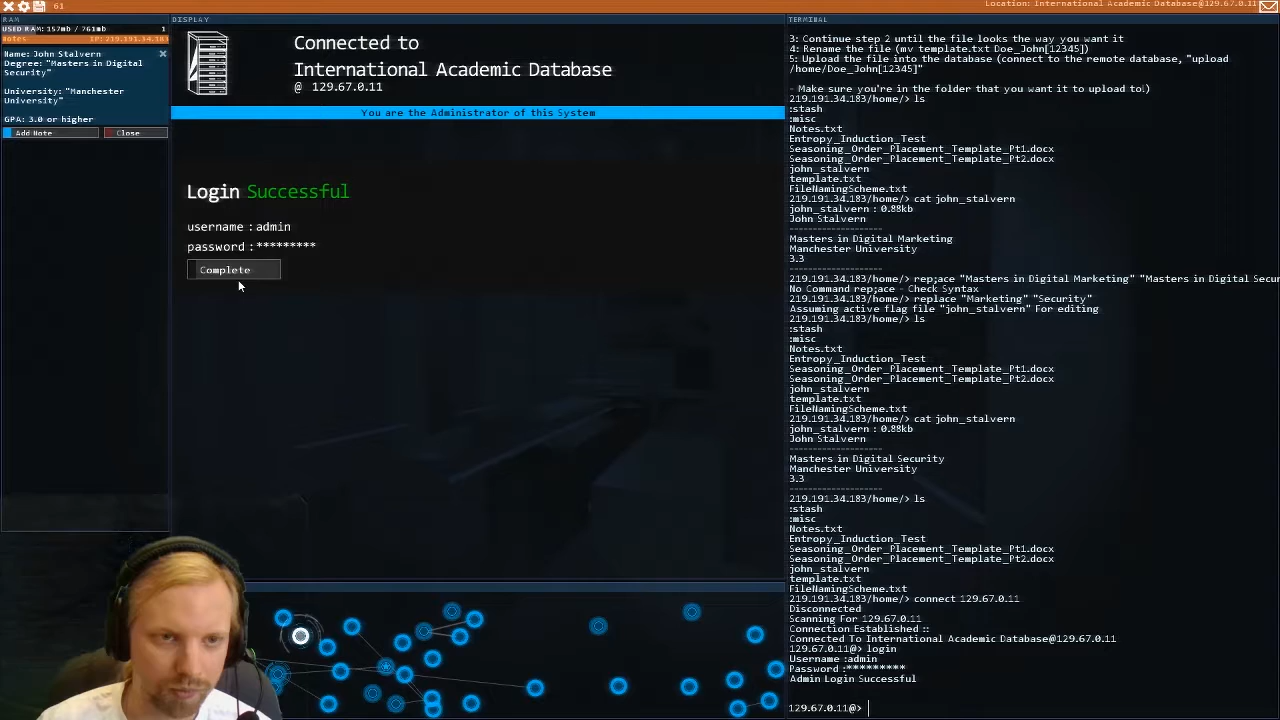 61
Location: International Academic Database@129.67.0.11
RAM
USED RAM: 157mb / 761mb
1
notes
IP: 219.191.34.183
Name: John Stalvern
Degree: "Masters in Digital
Security"
University: "Manchester
University"
GPA: 3.0 or higher
Add Note
Close
DISPLAY
Connected to
International Academic Database
@ 129.67.0.11
You are the Administrator of this System
Login Successful
username : admin
password : *********
Complete
TERMINAL
3: Continue step 2 until the file looks the way you want it
4: Rename the file (mv template.txt Doe_John[12345])
5: Upload the file into the database (connect to the remote database, "upload
/home/Doe_John[12345]"
- Make sure you're in the folder that you want it to upload to!)
219.191.34.183/home/> ls
:stash
:misc
Notes.txt
Entropy_Induction_Test
Seasoning_Order_Placement_Template_Pt1.docx
Seasoning_Order_Placement_Template_Pt2.docx
john_stalvern
template.txt
FileNamingScheme.txt
219.191.34.183/home/> cat john_stalvern
john_stalvern : 0.88kb
John Stalvern
--------------------
Masters in Digital Marketing
Manchester University
3.3
--------------------
219.191.34.183/home/> rep;ace "Masters in Digital Marketing" "Masters in Digital Secur
No Command rep;ace - Check Syntax
219.191.34.183/home/> replace "Marketing" "Security"
Assuming active flag file "john_stalvern" For editing
219.191.34.183/home/> ls
:stash
:misc
Notes.txt
Entropy_Induction_Test
Seasoning_Order_Placement_Template_Pt1.docx
Seasoning_Order_Placement_Template_Pt2.docx
john_stalvern
template.txt
FileNamingScheme.txt
219.191.34.183/home/> cat john_stalvern
john_stalvern : 0.88kb
John Stalvern
--------------------
Masters in Digital Security
Manchester University
3.3
--------------------
219.191.34.183/home/> ls
:stash
:misc
Notes.txt
Entropy_Induction_Test
Seasoning_Order_Placement_Template_Pt1.docx
Seasoning_Order_Placement_Template_Pt2.docx
john_stalvern
template.txt
FileNamingScheme.txt
219.191.34.183/home/> connect 129.67.0.11
Disconnected
Scanning For 129.67.0.11
Connection Established ::
Connected To International Academic Database@129.67.0.11
129.67.0.11@> login
Username :admin
Password :*********
Admin Login Successful
129.67.0.11@>